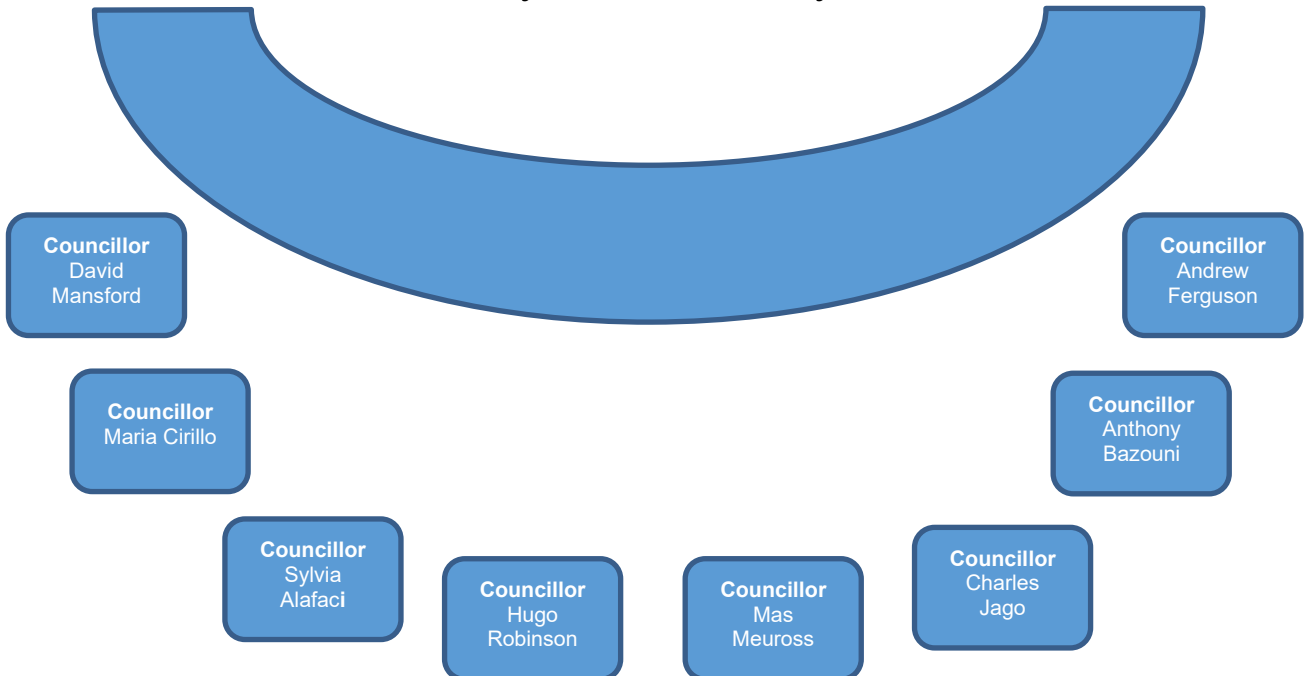 Councillor
David
Mansford
Councillor
Andrew
Ferguson
Councillor
Maria Cirillo
Councillor
Anthony
Bazouni
Councillor
Sylvia
Alafaci
Councillor
Charles
Jago
Councillor
Hugo
Robinson
Councillor
Mas
Meuross